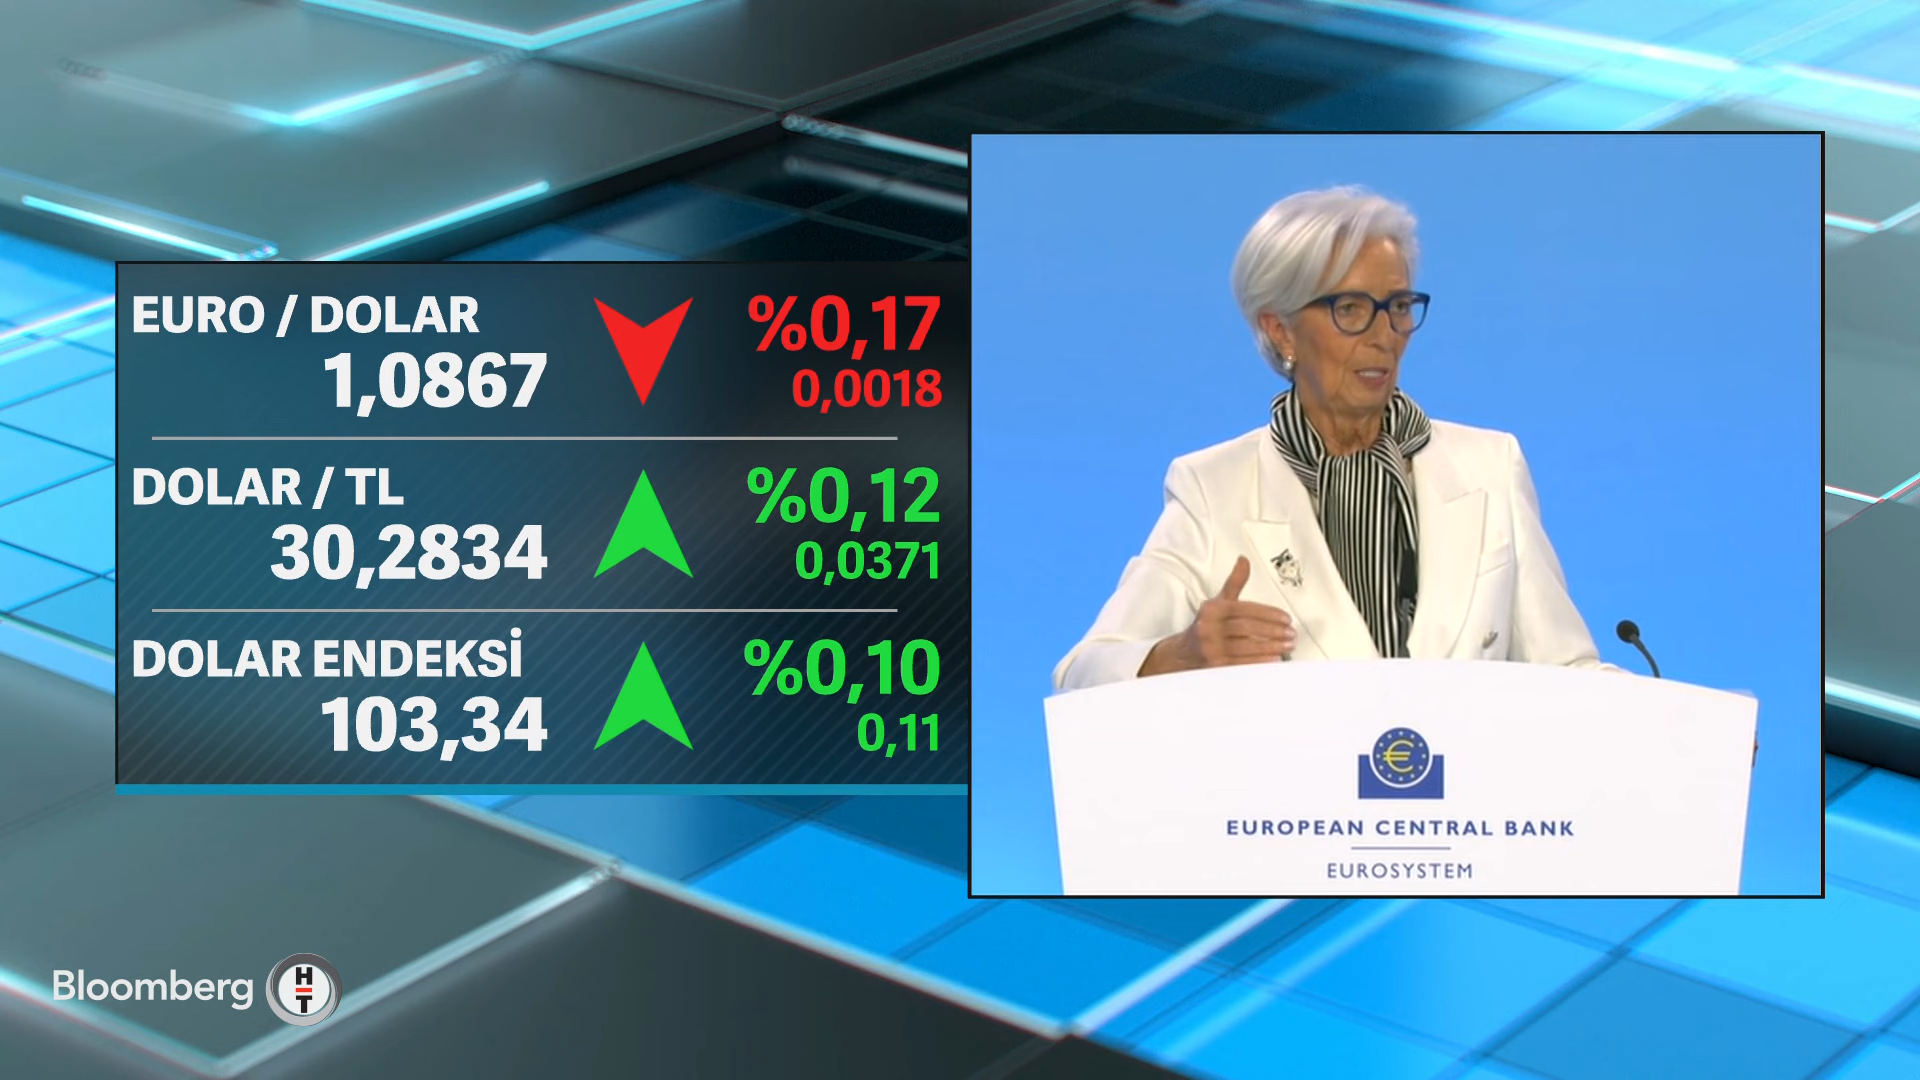 EURO / DOLAR
1,0867
%0,17
0,0018
DOLAR / TL
30,2834
%0,12
0,0371
DOLAR ENDEKSİ
103,34
%0,10
0,11
€
EUROPEAN CENTRAL BANK
EUROSYSTEM
Bloomberg HT